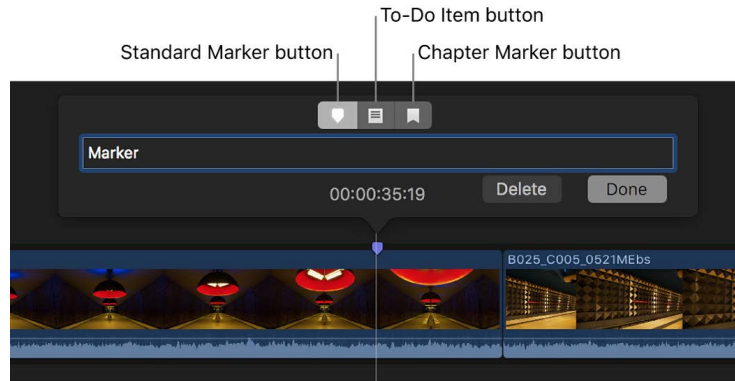 To-Do Item button
Standard Marker button
Chapter Marker button
Marker
00:00:35:19
Delete
Done
B025_C005_0521MEbs